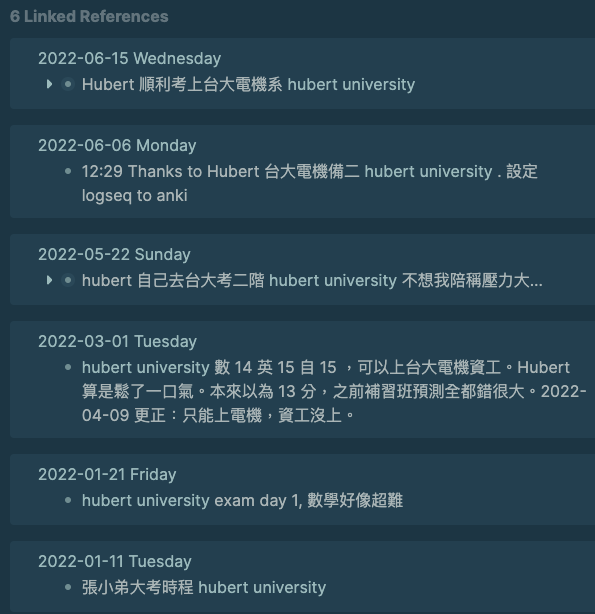 6 Linked References
2022-06-15 Wednesday
Hubert 順利考上台大電機系 hubert university
2022-06-06 Monday
12:29 Thanks to Hubert 台大電機備二 hubert university . 設定
logseq to anki
2022-05-22 Sunday
hubert 自己去台大考二階 hubert university 不想我陪稱壓力大...
2022-03-01 Tuesday
hubert university 數 14 英 15 自 15 ，可以上台大電機資工。Hubert
算是鬆了一口氣。本來以為 13 分，之前補習班預測全都錯很大。2022-
04-09 更正：只能上電機，資工沒上。
2022-01-21 Friday
hubert university exam day 1, 數學好像超難
2022-01-11 Tuesday
張小弟大考時程 hubert university